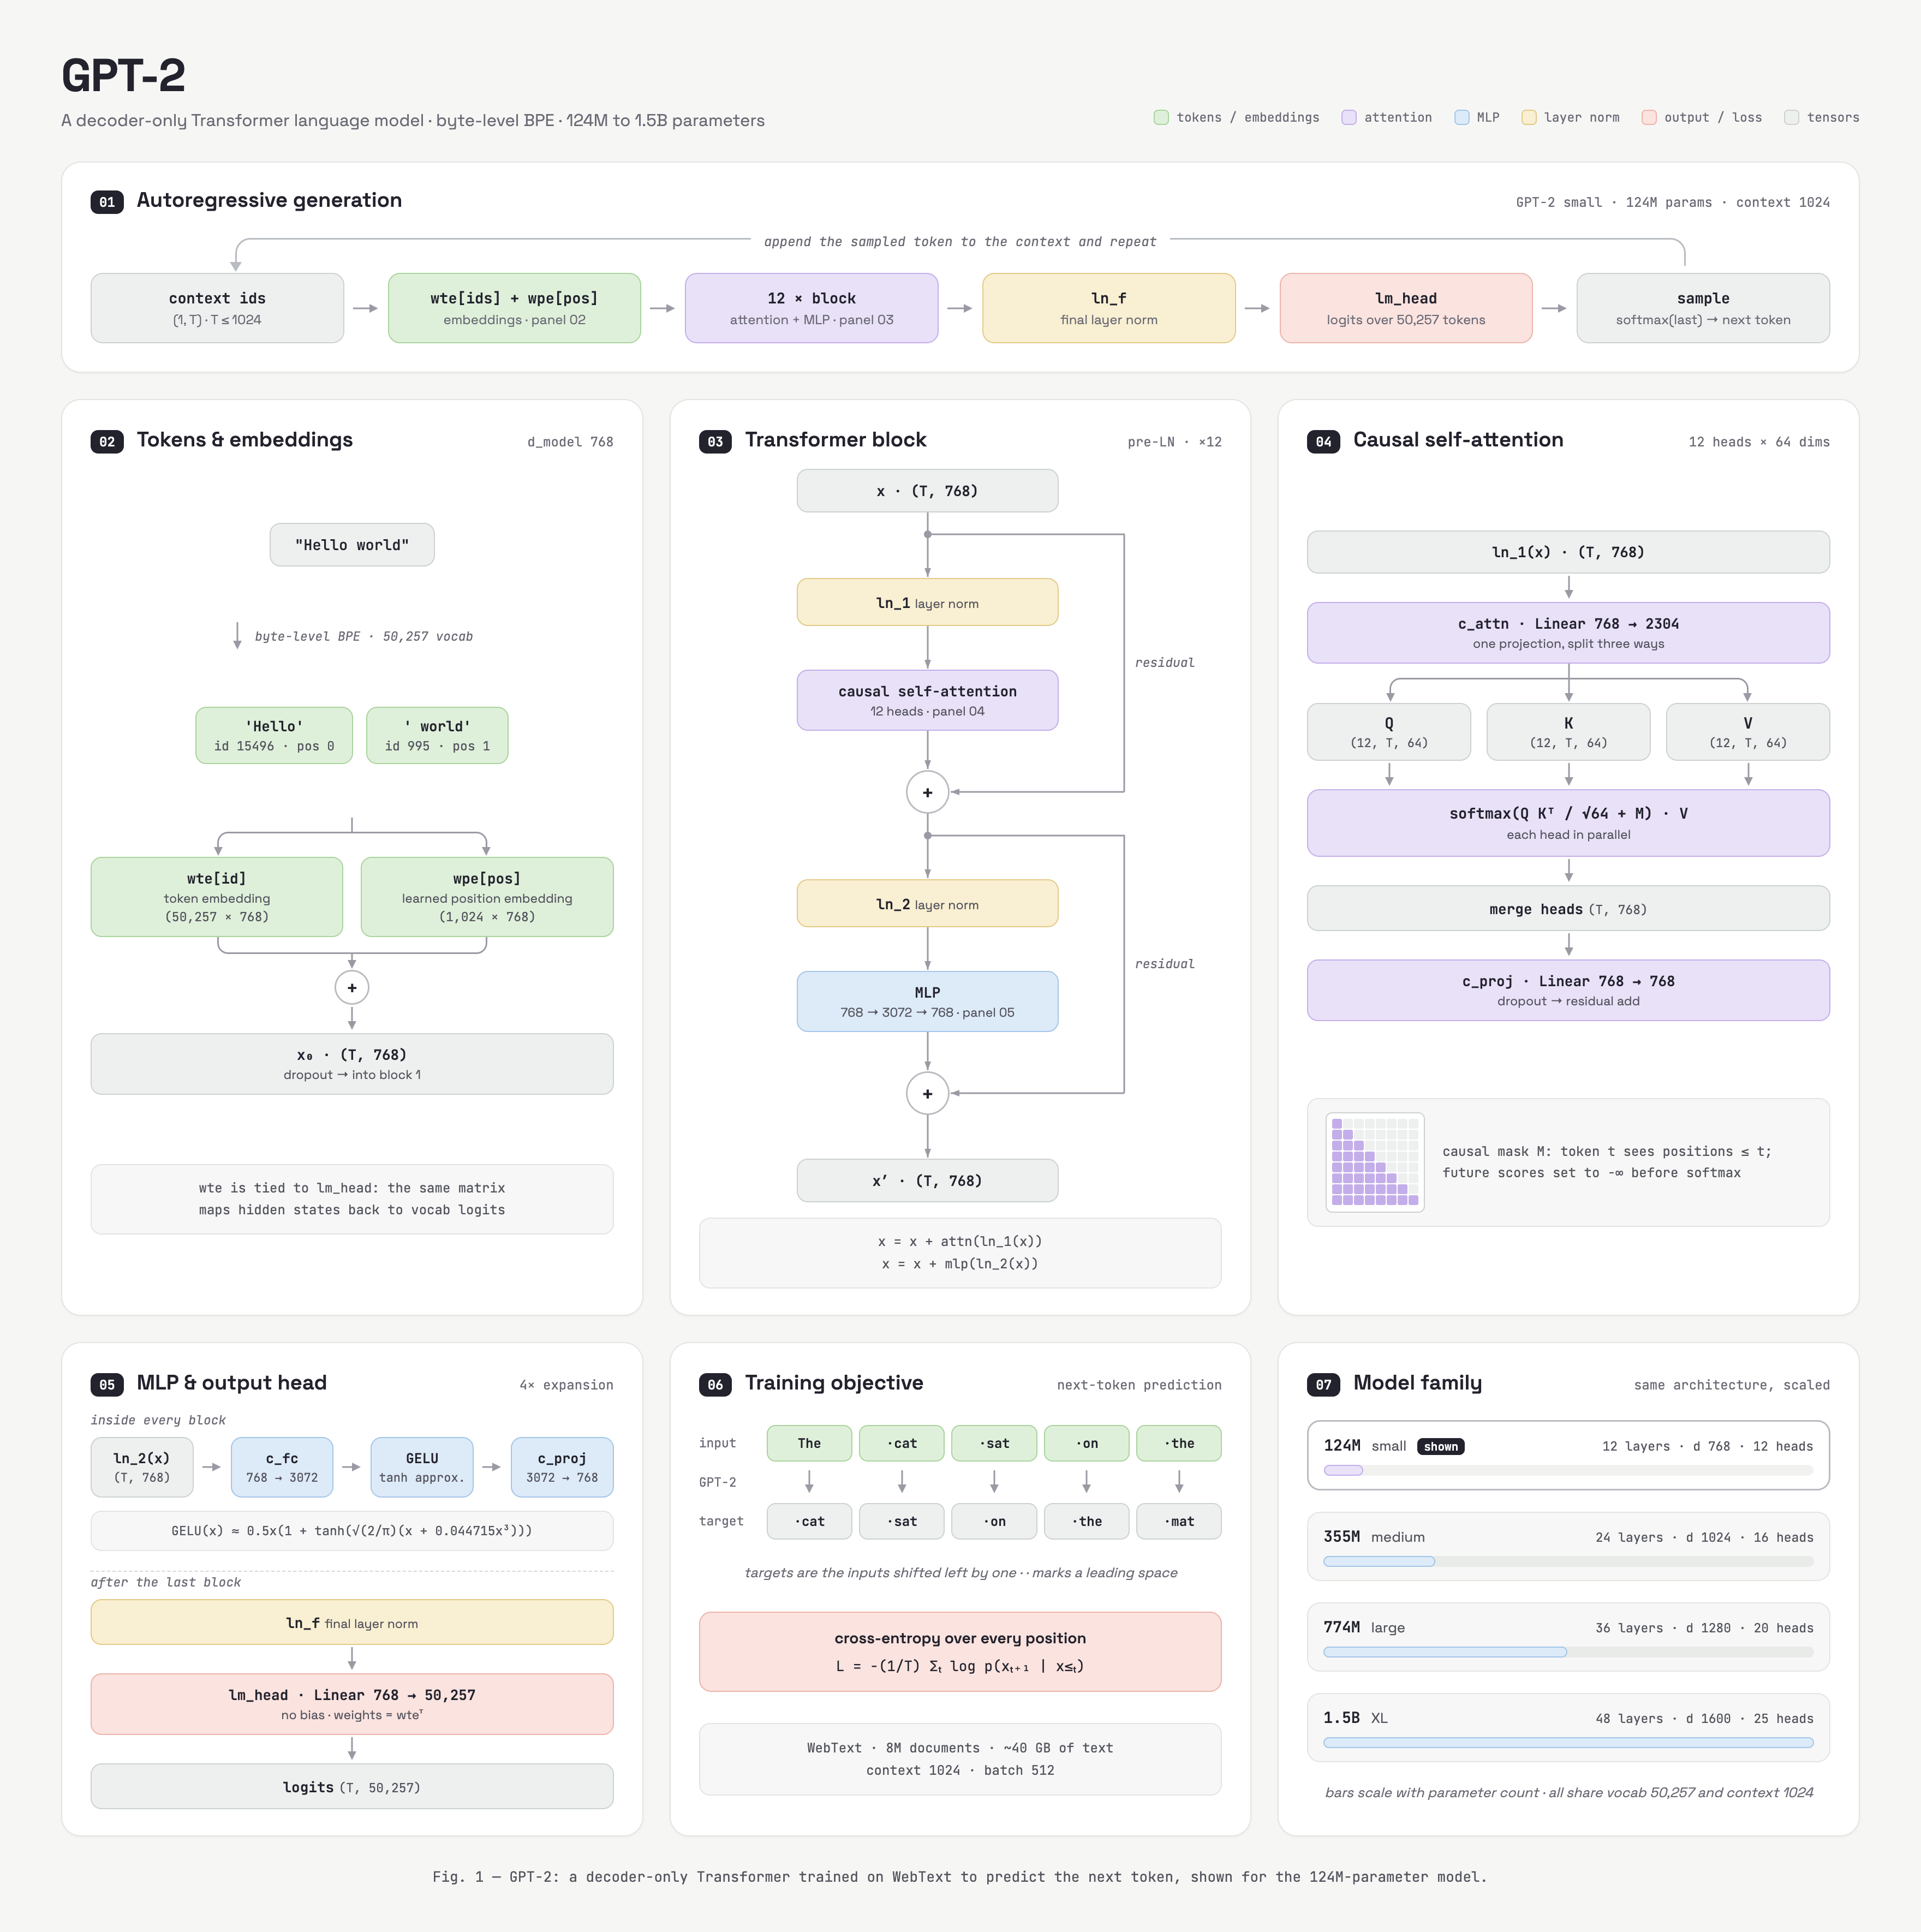 GPT-2
A decoder-only Transformer language model · byte-level BPE · 124M to 1.5B parameters
tokens / embeddings
attention
MLP
layer norm
output / loss
tensors
01 Autoregressive generation
GPT-2 small · 124M params · context 1024
append the sampled token to the context and repeat
context ids
(1, T) · T ≤ 1024
wte[ids] + wpe[pos]
embeddings · panel 02
12 × block
attention + MLP · panel 03
ln_f
final layer norm
lm_head
logits over 50,257 tokens
sample
softmax(last) → next token
02 Tokens & embeddings
d_model 768
"Hello world"
byte-level BPE · 50,257 vocab
'Hello'
id 15496 · pos 0
' world'
id 995 · pos 1
wte[id]
token embedding
(50,257 × 768)
wpe[pos]
learned position embedding
(1,024 × 768)
+
x₀ · (T, 768)
dropout → into block 1
wte is tied to lm_head: the same matrix
maps hidden states back to vocab logits
03 Transformer block
pre-LN · ×12
x · (T, 768)
ln_1 layer norm
causal self-attention
12 heads · panel 04
residual
+
ln_2 layer norm
MLP
768 → 3072 → 768 · panel 05
residual
+
x′ · (T, 768)
x = x + attn(ln_1(x))
x = x + mlp(ln_2(x))
04 Causal self-attention
12 heads × 64 dims
ln_1(x) · (T, 768)
c_attn · Linear 768 → 2304
one projection, split three ways
Q
(12, T, 64)
K
(12, T, 64)
V
(12, T, 64)
softmax(Q Kᵀ / √64 + M) · V
each head in parallel
merge heads (T, 768)
c_proj · Linear 768 → 768
dropout → residual add
causal mask M: token t sees positions ≤ t;
future scores set to -∞ before softmax
05 MLP & output head
4× expansion
inside every block
ln_2(x)
(T, 768)
c_fc
768 → 3072
GELU
tanh approx.
c_proj
3072 → 768
GELU(x) ≈ 0.5x(1 + tanh(√(2/π)(x + 0.044715x³)))
after the last block
ln_f final layer norm
lm_head · Linear 768 → 50,257
no bias · weights = wteᵀ
logits (T, 50,257)
06 Training objective
next-token prediction
input The ·cat ·sat ·on ·the
GPT-2
target ·cat ·sat ·on ·the ·mat
targets are the inputs shifted left by one · · marks a leading space
cross-entropy over every position
L = -(1/T) Σₜ log p(xₜ₊₁ | x≤ₜ)
WebText · 8M documents · ~40 GB of text
context 1024 · batch 512
07 Model family
same architecture, scaled
124M small shown 12 layers · d 768 · 12 heads
355M medium 24 layers · d 1024 · 16 heads
774M large 36 layers · d 1280 · 20 heads
1.5B XL 48 layers · d 1600 · 25 heads
bars scale with parameter count · all share vocab 50,257 and context 1024
Fig. 1 — GPT-2: a decoder-only Transformer trained on WebText to predict the next token, shown for the 124M-parameter model.